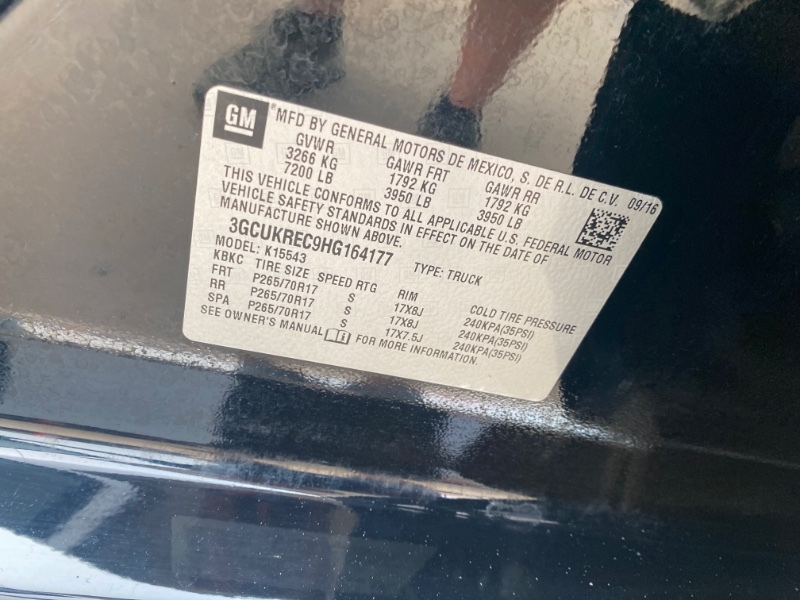 GM ®MFD BY GENERAL MOTORS DE MEXICO, S. DE R.L. DE C.V. 09/16
GVWR GAWR FRT GAWR RR
3266 KG 1792 KG 1792 KG
7200 LB 3950 LB 3950 LB
THIS VEHICLE CONFORMS TO ALL APPLICABLE U.S. FEDERAL MOTOR
VEHICLE SAFETY STANDARDS IN EFFECT ON THE DATE OF
MANUFACTURE SHOWN ABOVE.
3GCUKREC9HG164177
MODEL: K15543 TYPE: TRUCK
KBKC TIRE SIZE SPEED RTG RIM COLD TIRE PRESSURE
FRT P265/70R17 S 17X8J 240KPA(35PSI)
RR P265/70R17 S 17X8J 240KPA(35PSI)
SPA P265/70R17 S 17X7.5J 240KPA(35PSI)
SEE OWNER'S MANUAL FOR MORE INFORMATION.